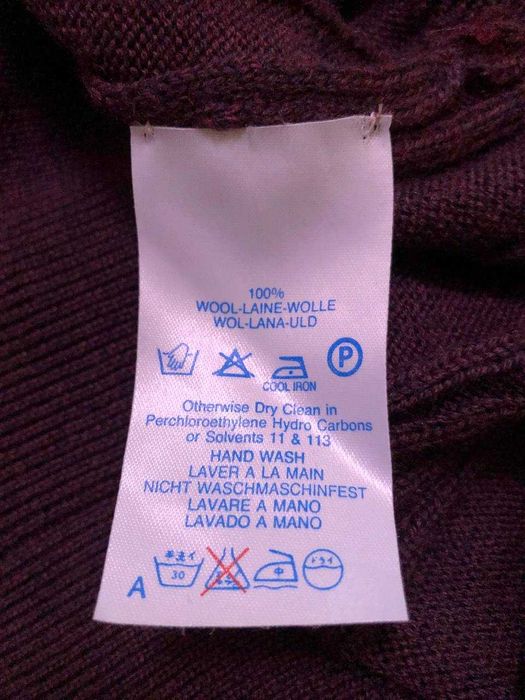 100%
WOOL-LAINE-WOLLE
WOL-LANA-ULD
P
COOL IRON
Otherwise Dry Clean in
Perchloroethylene Hydro Carbons
or Solvents 11 & 113
HAND WASH
LAVER A LA MAIN
NICHT WASCHMASCHINFEST
LAVARE A MANO
LAVADO A MANO
手洗イ 中 ドライ
30
A